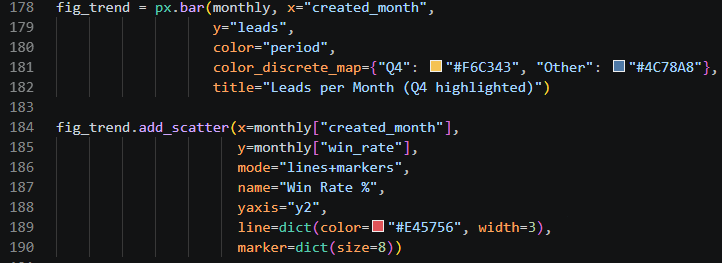 178 fig_trend = px.bar(monthly, x="created_month",
179 y="leads",
180 color="period",
181 color_discrete_map={"Q4": "#F6C343", "Other": "#4C78A8"},
182 title="Leads per Month (Q4 highlighted)")
183
184 fig_trend.add_scatter(x=monthly["created_month"],
185 y=monthly["win_rate"],
186 mode="lines+markers",
187 name="Win Rate %",
188 yaxis="y2",
189 line=dict(color="#E45756", width=3),
190 marker=dict(size=8))